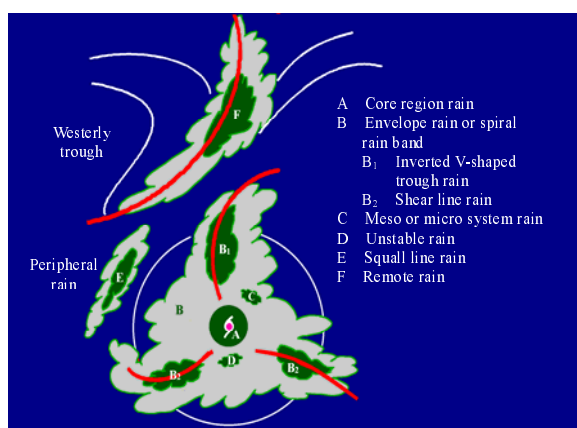 F
Westerly
trough
A Core region rain
B Envelope rain or spiral
rain band
B1 Inverted V-shaped
trough rain
B2 Shear line rain
C Meso or micro system rain
D Unstable rain
E Squall line rain
F Remote rain
Peripheral
rain
E
B1
C
B
A
D
B2
B2